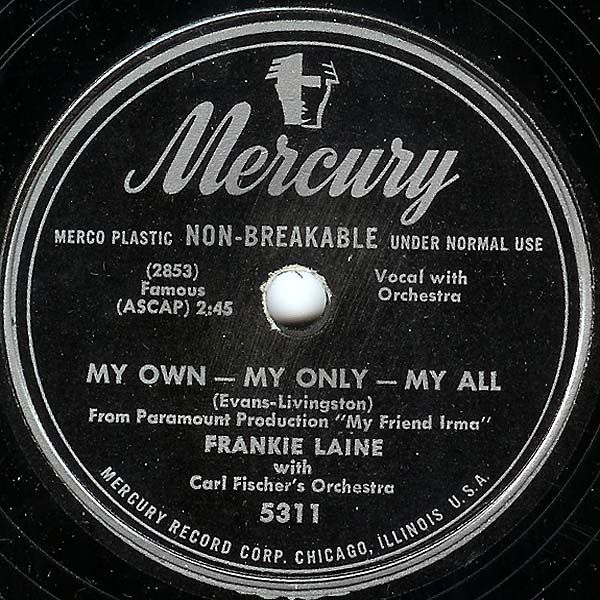 Mercury
MERCO PLASTIC NON-BREAKABLE UNDER NORMAL USE
(2853)
Famous
(ASCAP) 2:45
Vocal with
Orchestra
MY OWN — MY ONLY — MY ALL
(Evans-Livingston)
From Paramount Production "My Friend Irma"
FRANKIE LAINE
with
Carl Fischer's Orchestra
5311
MERCURY RECORD CORP. CHICAGO, ILLINOIS U.S.A.